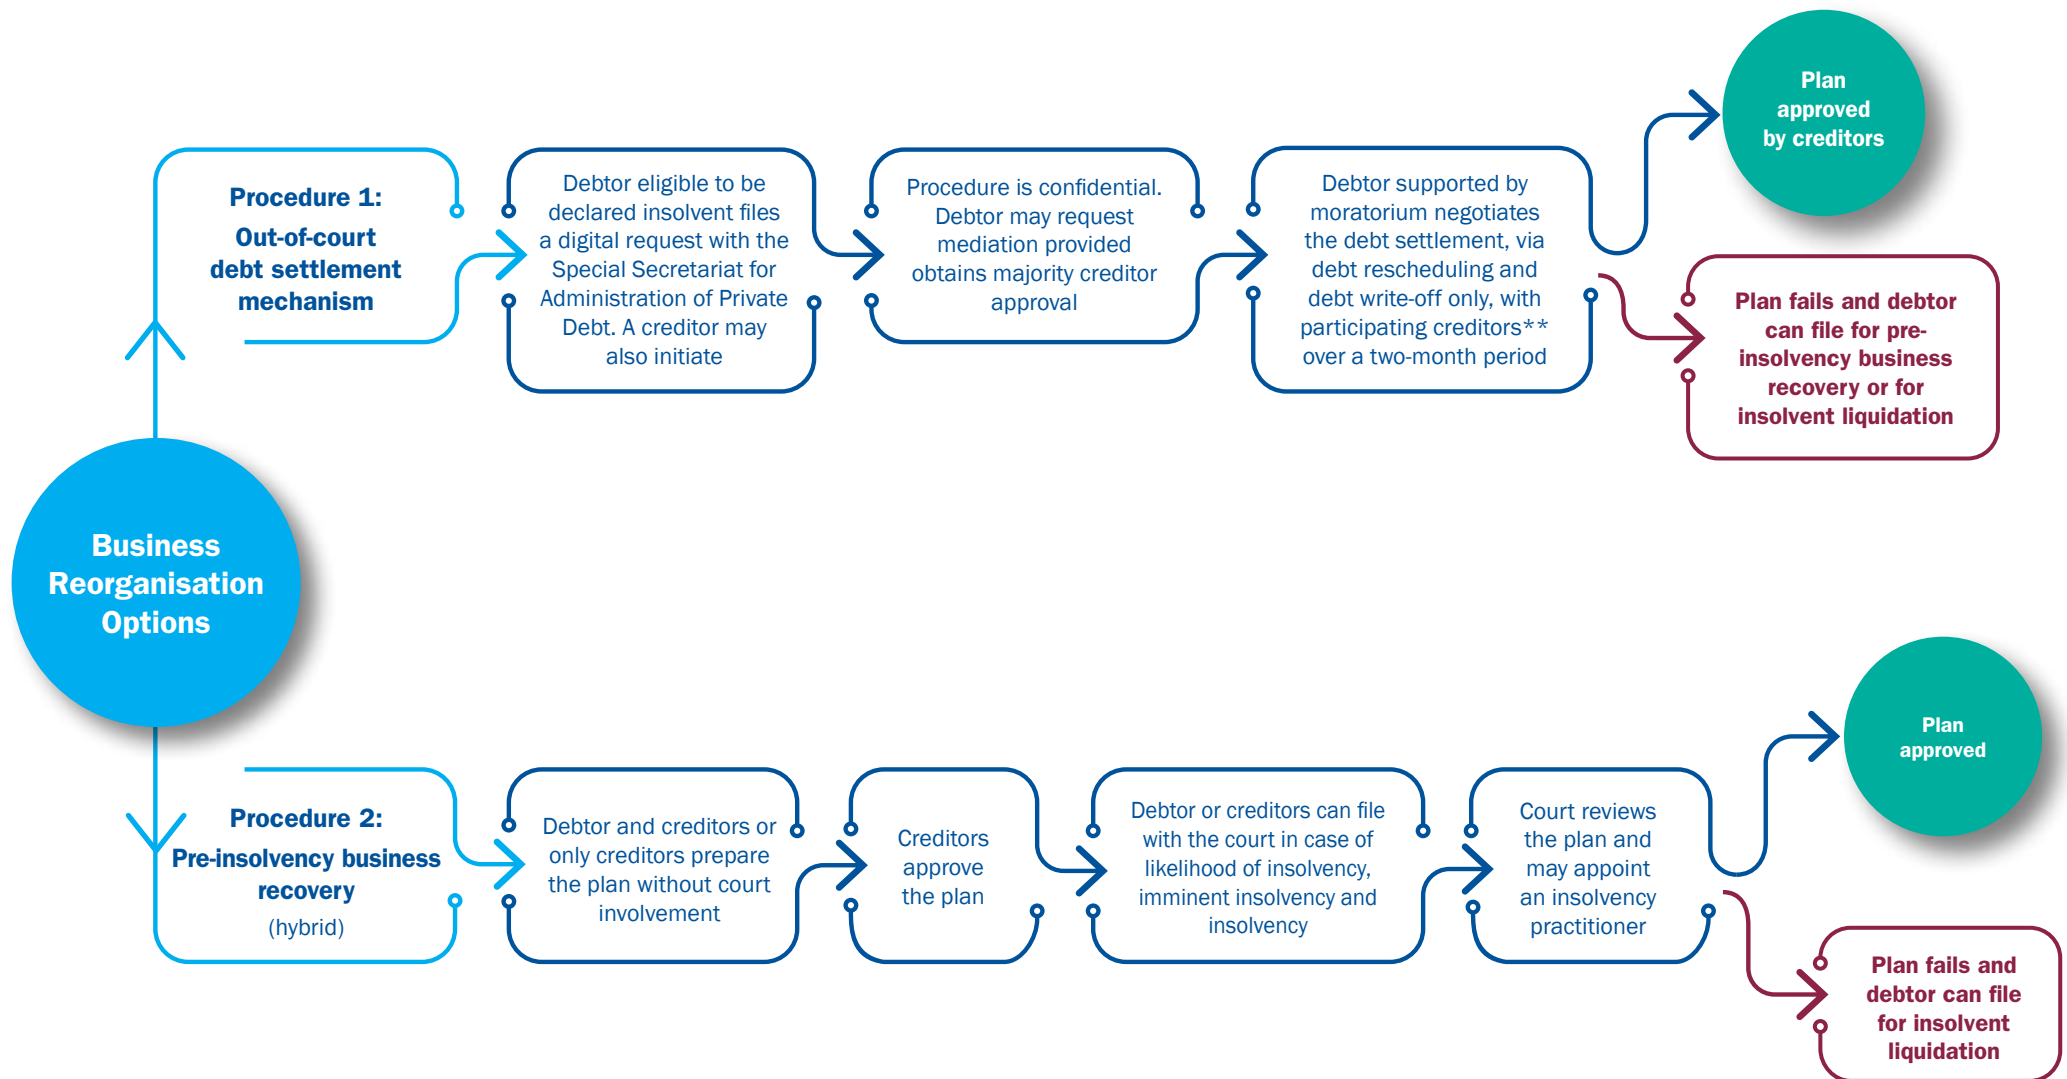 Business
Reorganisation
Options
Procedure 1:
Out-of-court
debt settlement
mechanism
Debtor eligible to be
declared insolvent files
a digital request with the
Special Secretariat for
Administration of Private
Debt. A creditor may
also initiate
Procedure is confidential.
Debtor may request
mediation provided
obtains majority creditor
approval
Debtor supported by
moratorium negotiates
the debt settlement, via
debt rescheduling and
debt write-off only, with
participating creditors**
over a two-month period
Plan
approved
by creditors
Plan fails and debtor
can file for pre-
insolvency business
recovery or for
insolvent liquidation
Procedure 2:
Pre-insolvency business
recovery
(hybrid)
Debtor and creditors or
only creditors prepare
the plan without court
involvement
Creditors
approve
the plan
Debtor or creditors can file
with the court in case of
likelihood of insolvency,
imminent insolvency and
insolvency
Court reviews
the plan and
may appoint
an insolvency
practitioner
Plan
approved
Plan fails and
debtor can file
for insolvent
liquidation